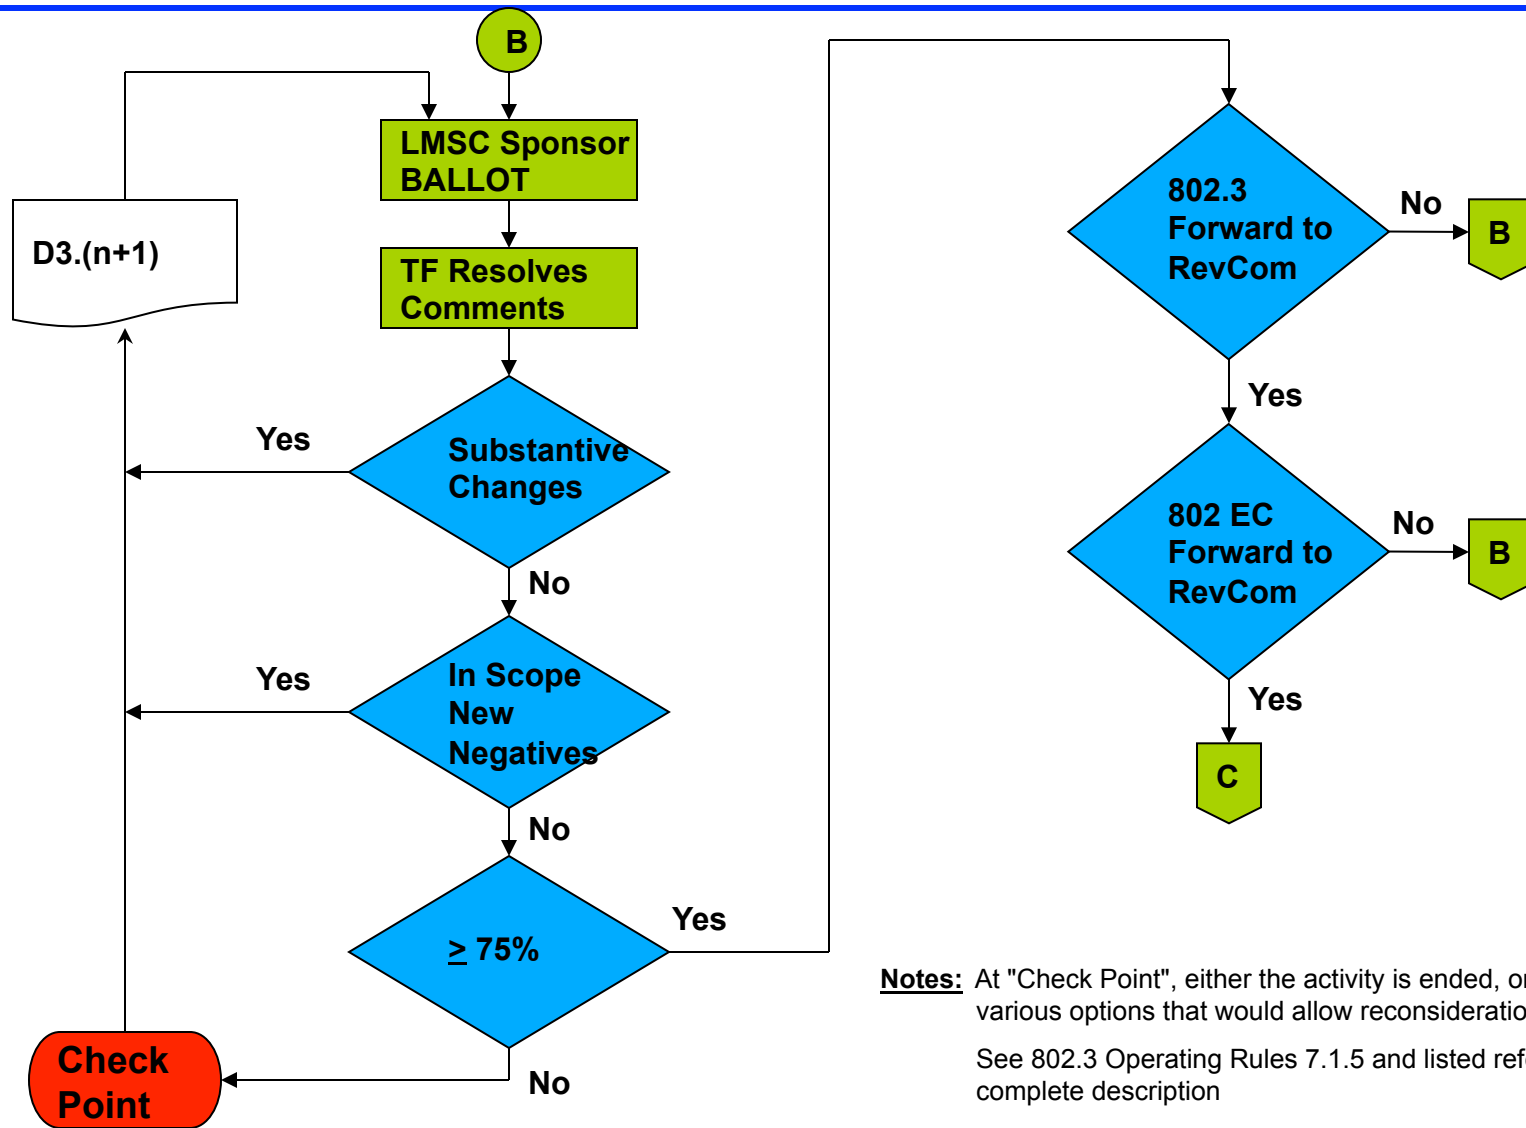 B
LMSC Sponsor
BALLOT
D3.(n+1)
TF Resolves
Comments
Yes
Substantive
Changes
No
Yes
In Scope
New
Negatives
No
≥ 75%
Yes
No
Check
Point
802.3
Forward to
RevCom
No
B
Yes
802 EC
Forward to
RevCom
No
B
Yes
C
Notes: At "Check Point", either the activity is ended, or
various options that would allow
See 802.3 Operating Rules 7.1.5 and listed
complete description